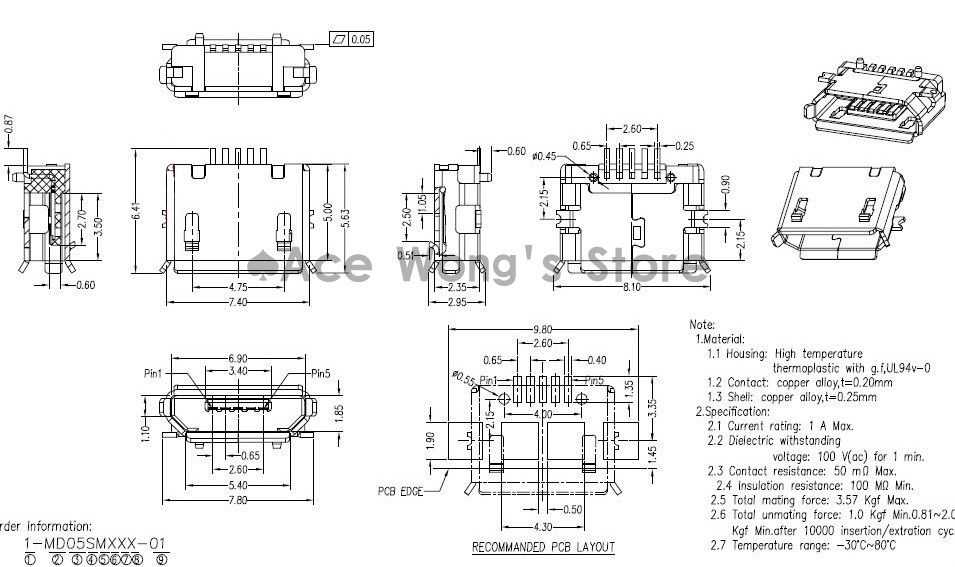 0.05
0.87
2.60
0.60
0.65
0.25
ø0.45
6.41
2.70
3.50
5.00
5.63
2.50
1.05
2.15
0.90
2.15
0.51
♠Ace Wong's Store
0.60
4.75
7.40
2.35
2.95
8.10
9.80
2.60
0.65
0.40
6.90
3.40
Pin1
Pin5
ø0.55
Pin1
Pin5
1.35
3.35
1.10
1.85
2.15
4.00
1.90
1.45
0.65
2.60
5.40
7.80
PCB EDGE
0.50
4.30
RECOMMANDED PCB LAYOUT
Note:
1.Material:
1.1 Housing: High temperature
thermoplastic with g.f,UL94v-0
1.2 Contact: copper alloy,t=0.20mm
1.3 Shell: copper alloy,t=0.25mm
2.Specification:
2.1 Current rating: 1 A Max.
2.2 Dielectric withstanding
voltage: 100 V(ac) for 1 min.
2.3 Contact resistance: 50 mΩ Max.
2.4 Insulation resistance: 100 MΩ Min.
2.5 Total mating force: 3.57 Kgf Max.
2.6 Total unmating force: 1.0 Kgf Min.0.81~2.0
Kgf Min.after 10000 insertion/extration cyc
2.7 Temperature range: -30°C~80°C
rder Information:
1-MD05SMXXX-01
① ② ③④⑤⑥⑦⑧ ⑨